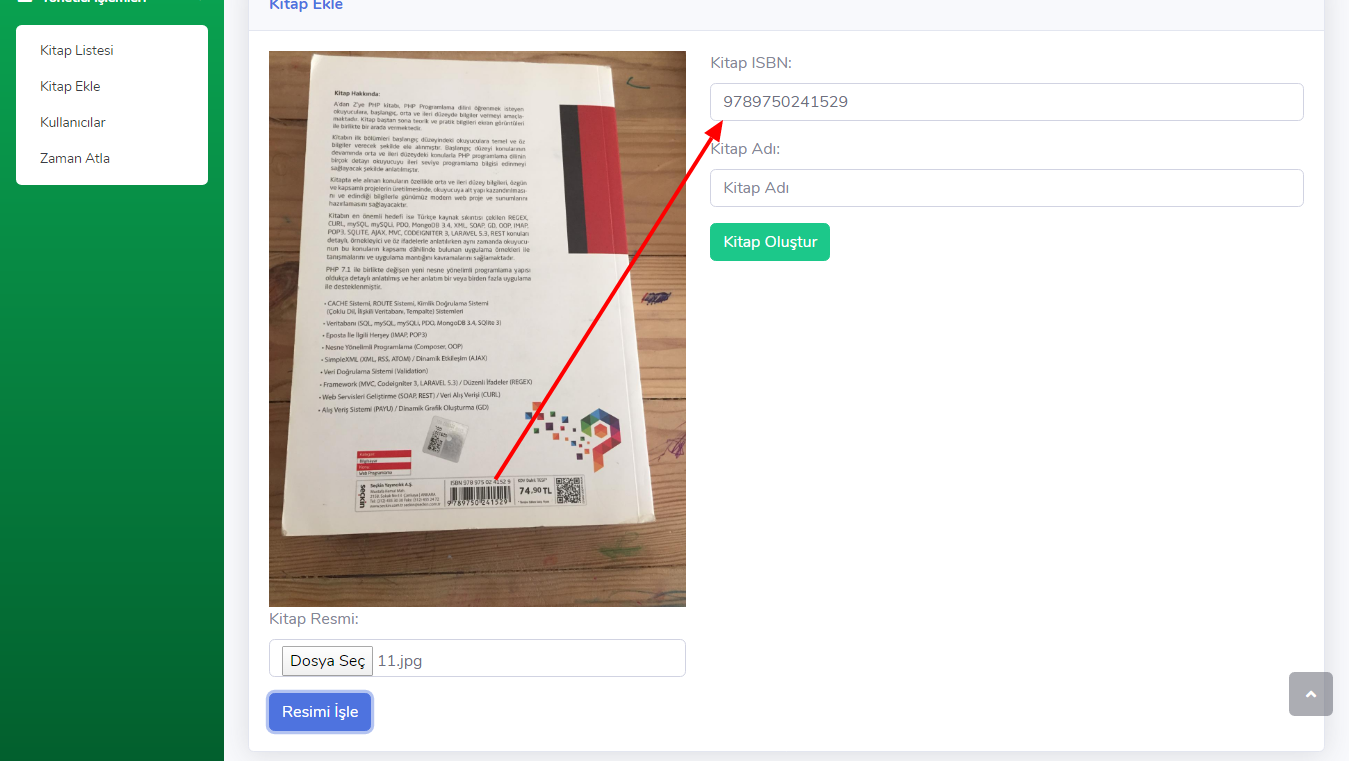 Yönetici İşlemleri
Kitap Listesi
Kitap Ekle
Kullanıcılar
Zaman Atla
Kitap Ekle
Kitap Hakkında:
A'dan Z'ye PHP kitabı, PHP Programlama dilini öğrenmek isteyen
okuyuculara, başlangıç, orta ve ileri düzeyde bilgiler vermeyi amaçla-
maktadır. Kitap baştan sona teorik ve pratik bilgileri ekran görüntüleri
ile birlikte bir arada vermektedir.
Kitabın ilk bölümleri başlangıç düzeyindeki okuyuculara temel ve öz
bilgiler verecek şekilde ele alınmıştır. Başlangıç düzeyi konularının
devamında orta ve ileri düzeydeki konularla PHP programlama dilinin
birçok detayı okuyucuyu ileri seviye programlama bilgisi edinmeyi
sağlayacak şekilde anlatılmıştır.
Kitapta ele alınan konuların özellikle orta ve ileri düzey bilgileri, özgün
ve kapsamlı projelerin üretilmesinde, okuyucuya alt yapı kazandırılması-
nı ve edindiği bilgilerle günümüz modern web proje ve sunumlarını
hazırlamasını sağlayacaktır.
Kitabın en önemli hedefi ise Türkçe kaynak sıkıntısı çekilen REGEX,
CURL, mySQL, mySQLi, PDO, MongoDB 3.4, XML, SOAP, GD, OOP, IMAP,
POP3, SQLITE, AJAX, MVC, CODEIGNITER 3, LARAVEL 5.3, REST konuları
detaylı, örnekleyici ve öz ifadelerle anlatılırken aynı zamanda okuyucu-
nun bu konuların kapsamı dâhilinde bulunan uygulama örnekleri ile
tanışmalarını ve uygulama mantığını kavramalarını sağlamaktadır.
PHP 7.1 ile birlikte değişen yeni nesne yönelimli programlama yapısı
oldukça detaylı anlatılmış ve her anlatım bir veya birden fazla uygulama
ile desteklenmiştir.
• CACHE Sistemi, ROUTE Sistemi, Kimlik Doğrulama Sistemi
(Çoklu Dil, İlişkili Veritabanı, Tempalte) Sistemleri
• Veritabanı (SQL, mySQL, mySQLi, PDO, MongoDB 3.4, SQlite 3)
• Eposta İle İlgili Herşey (IMAP, POP3)
• Nesne Yönelimli Programlama (Composer, OOP)
• SimpleXML (XML, RSS, ATOM) / Dinamik Etkileşim (AJAX)
• Veri Doğrulama Sistemi (Validation)
• Framework (MVC, Codeigniter 3, LARAVEL 5.3) / Düzenli İfadeler (REGEX)
• Web Servisleri Geliştirme (SOAP, REST) / Veri Alış Verişi (CURL)
• Alış Veriş Sistemi (PAYU) / Dinamik Grafik Oluşturma (GD)
Kategori
Bilgisayar
Web Programlama
seçkin
Seçkin Yayıncılık A.Ş.
ISBN 978 975 02 4152 9
9789750241529
74,90 TL
Kitap ISBN:
9789750241529
Kitap Adı:
Kitap Adı
Kitap Oluştur
Kitap Resmi:
Dosya Seç 11.jpg
Resimi İşle